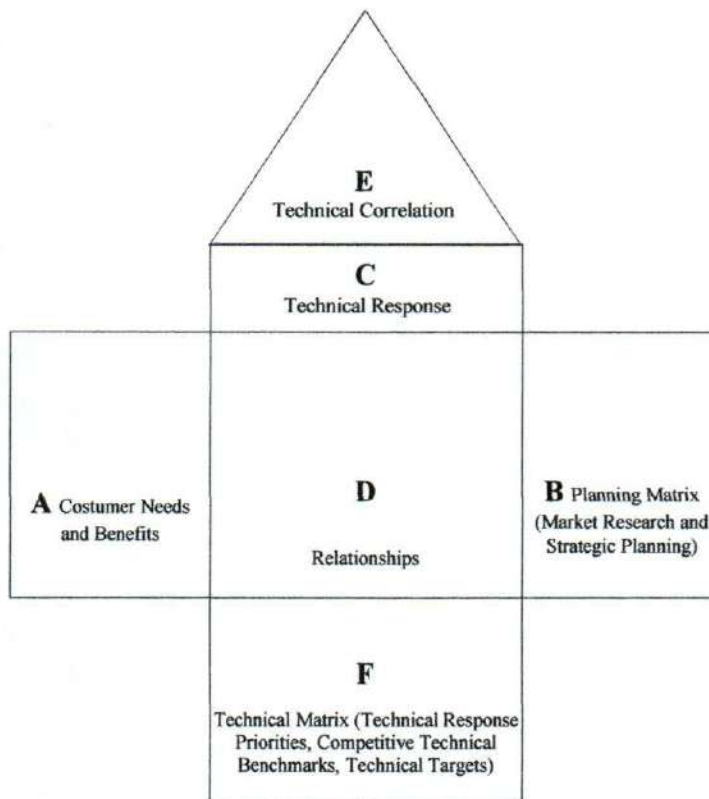 E
Technical Correlation
C
Technical Response
A Costumer Needs
and Benefits
D
Relationships
B Planning Matrix
(Market Research and
Strategic Planning)
F
Technical Matrix (Technical Response
Priorities, Competitive Technical
Benchmarks, Technical Targets)